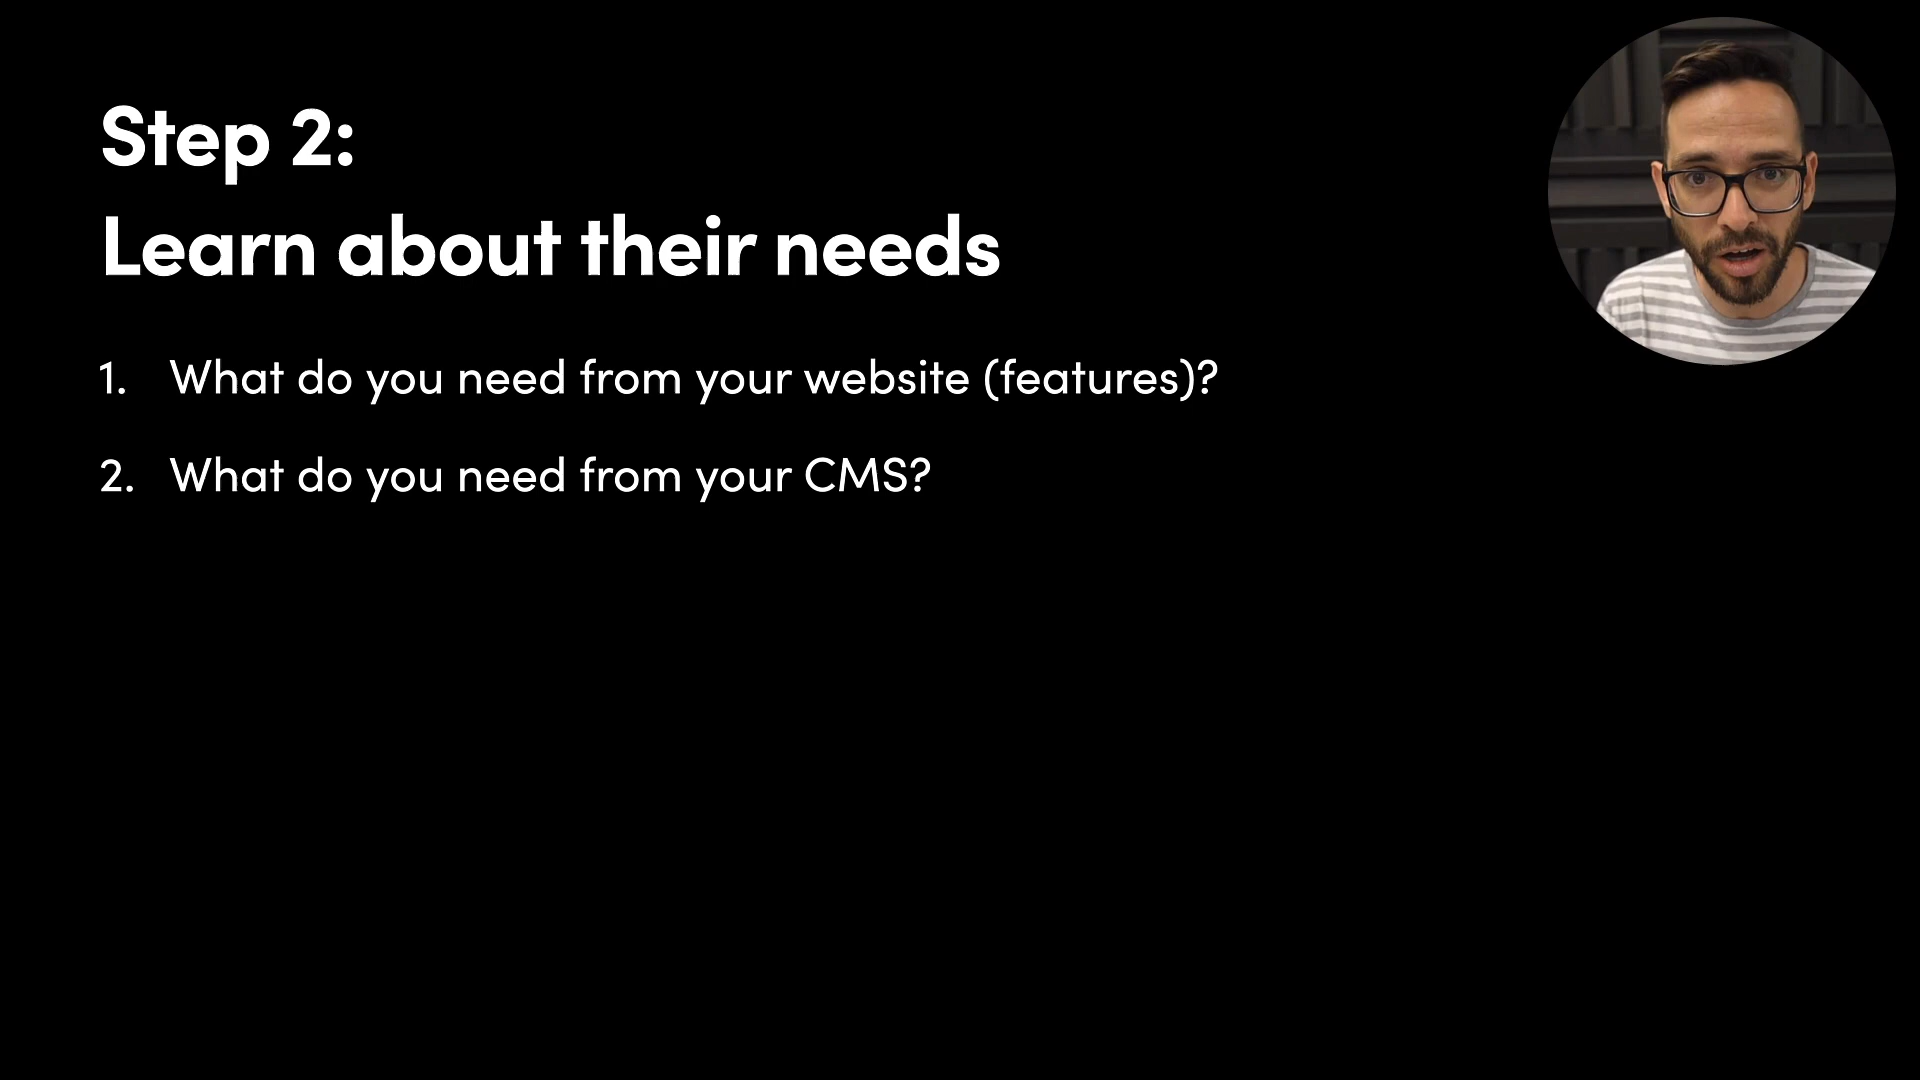 Step 2:
Learn about their needs
1. What do you need from your website (features)?
2. What do you need from your CMS?